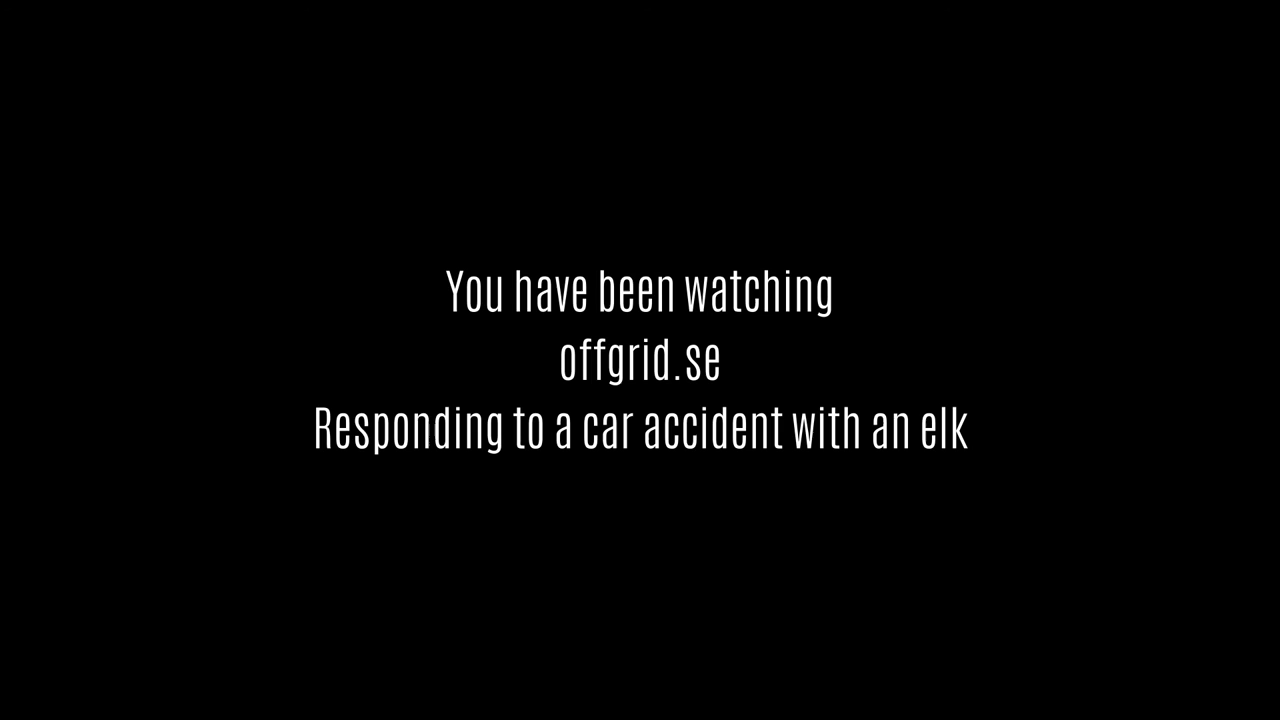 You have been watching
offgrid.se
Responding to a car accident with an elk